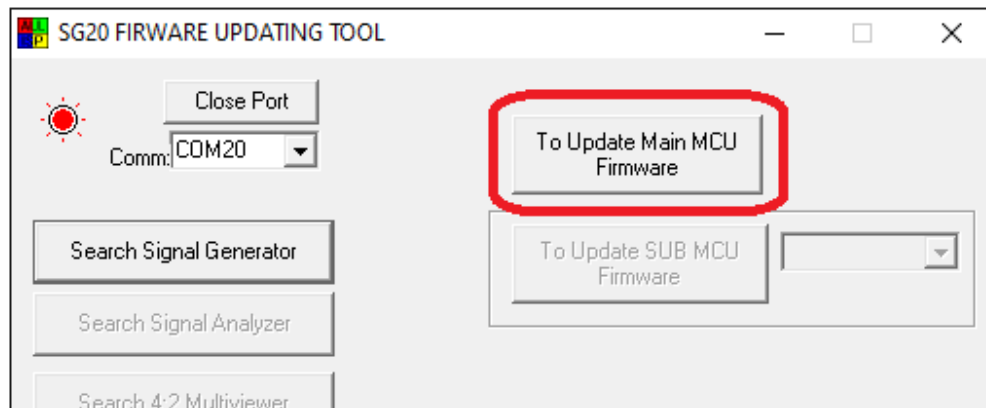 SG20 FIRWARE UPDATING TOOL
Close Port
Comm: COM20
To Update Main MCU
Firmware
Search Signal Generator
To Update SUB MCU
Firmware
Search Signal Analyzer
Search 4:2 Multiviewer